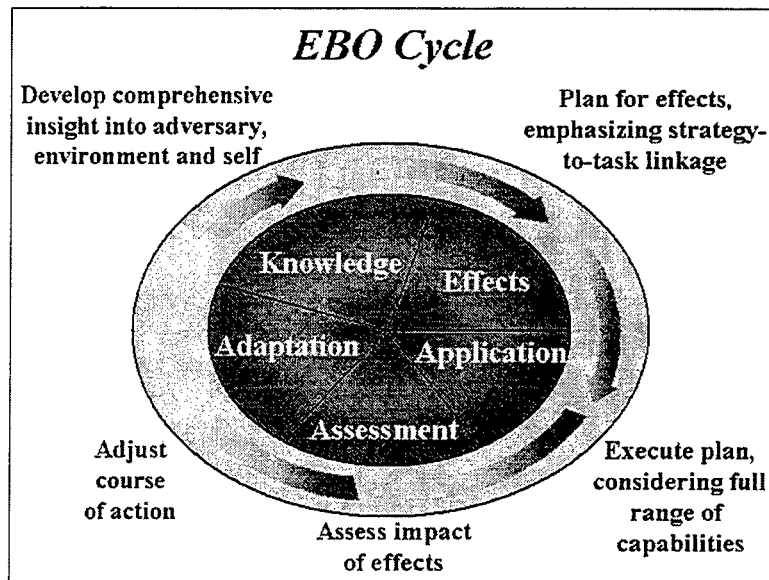 EBO Cycle
Develop comprehensive
insight into adversary,
environment and self
Plan for effects,
emphasizing strategy-
to-task linkage
Knowledge
Effects
Adaptation
Application
Assessment
Adjust
course
of action
Assess impact
of effects
Execute plan,
considering full
range of
capabilities